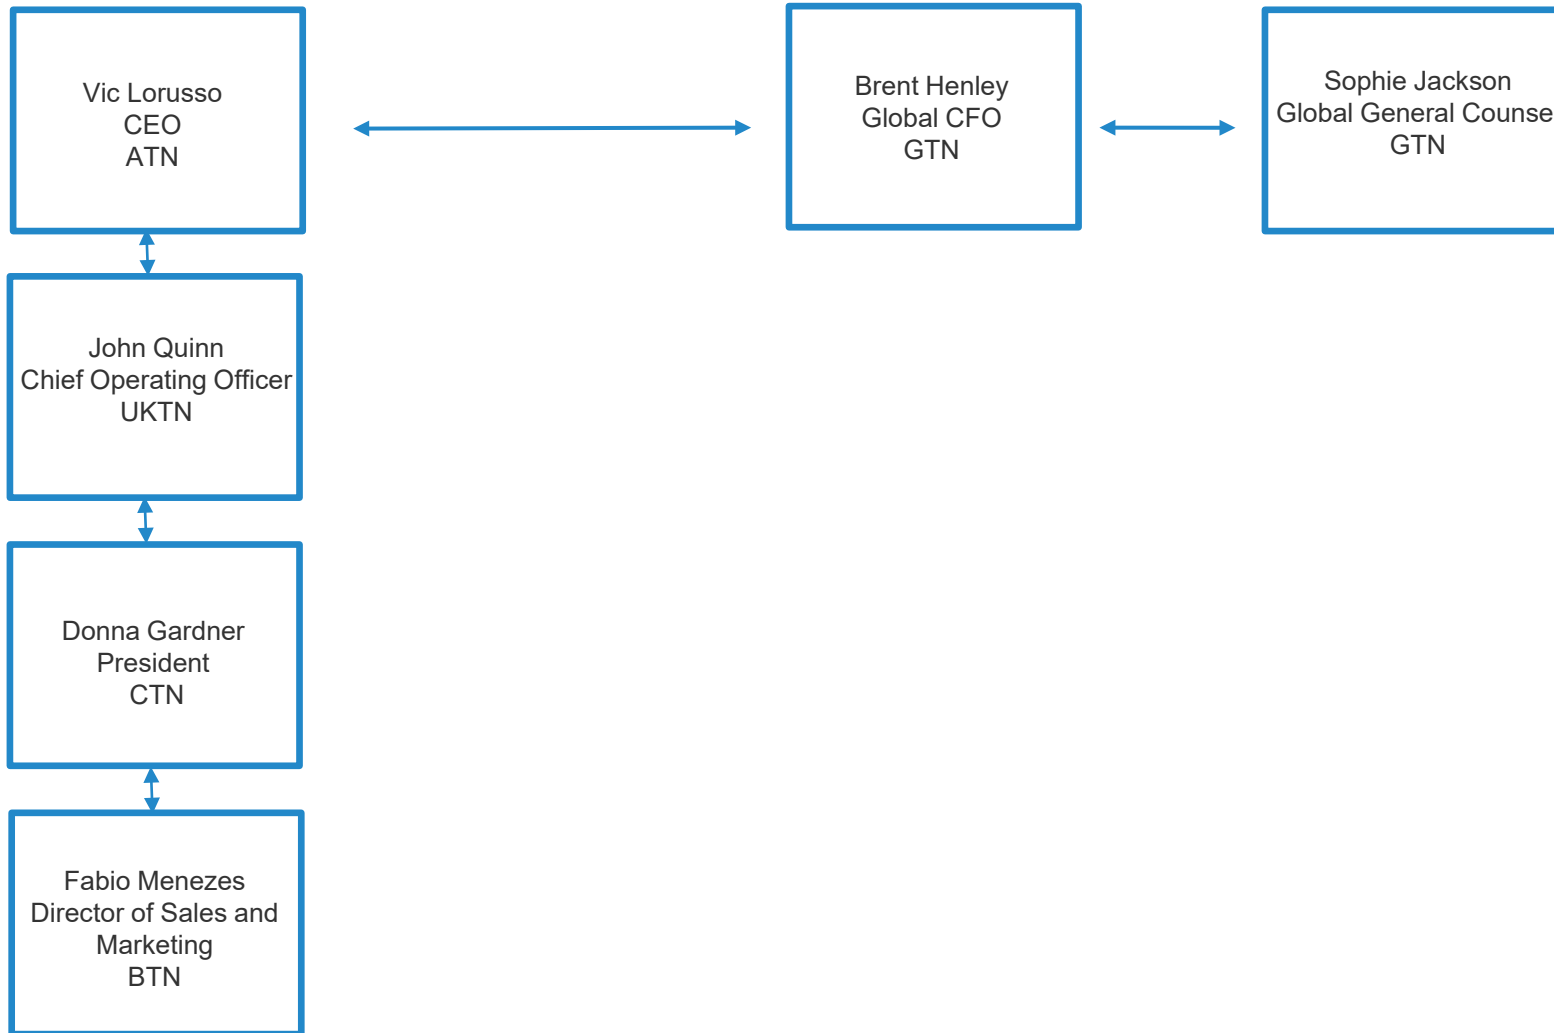 Vic Lorusso
CEO
ATN
Brent Henley
Global CFO
GTN
Sophie Jackson
Global General Counse
GTN
John Quinn
Chief Operating Officer
UKTN
Donna Gardner
President
CTN
Fabio Menezes
Director of Sales and
Marketing
BTN